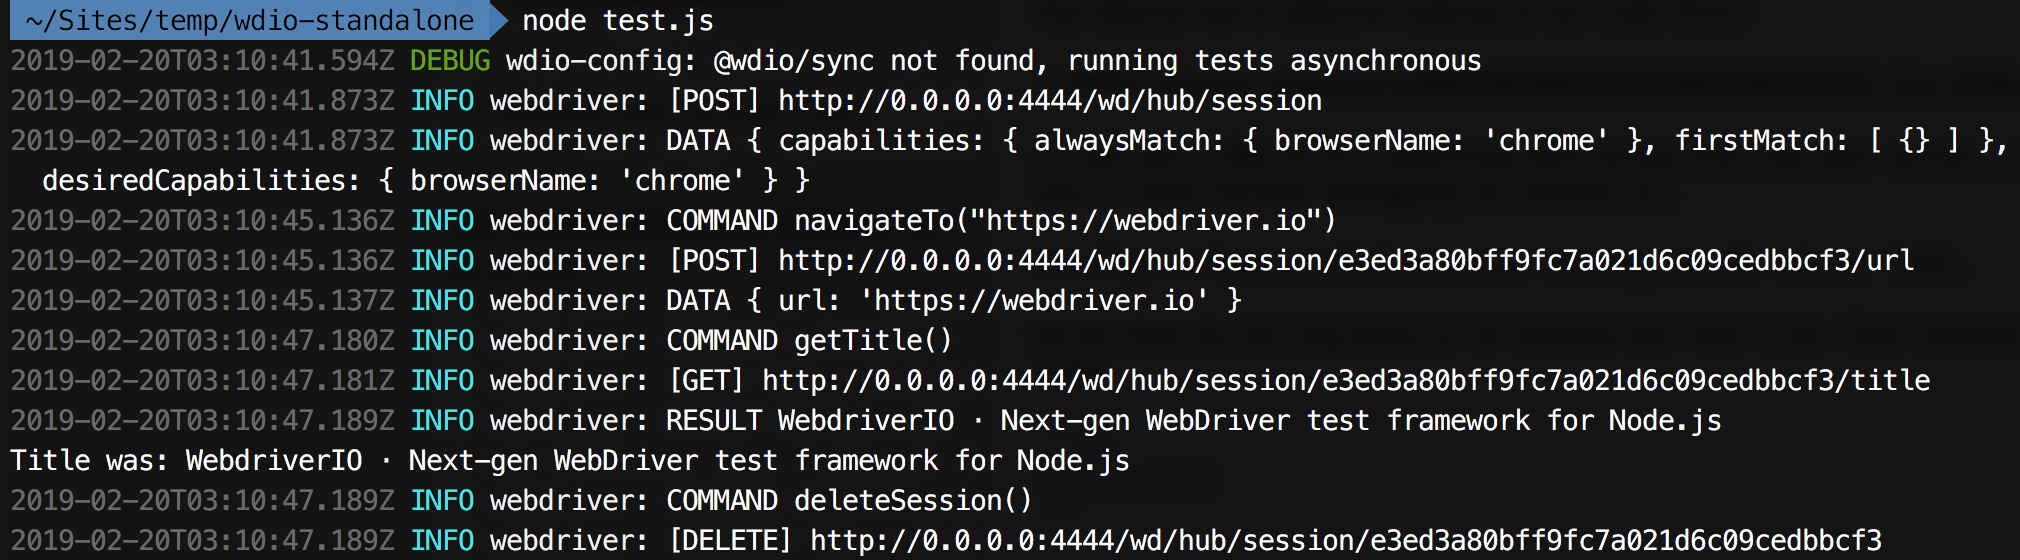 ~/Sites/temp/wdio-standalone node test.js
2019-02-20T03:10:41.594Z DEBUG wdio-config: @wdio/sync not found, running tests asynchronous
2019-02-20T03:10:41.873Z INFO webdriver: [POST] http://0.0.0.0:4444/wd/hub/session
2019-02-20T03:10:41.873Z INFO webdriver: DATA { capabilities: { alwaysMatch: { browserName: 'chrome' }, firstMatch: [ {} ] },
desiredCapabilities: { browserName: 'chrome' } }
2019-02-20T03:10:45.136Z INFO webdriver: COMMAND navigateTo("https://webdriver.io")
2019-02-20T03:10:45.136Z INFO webdriver: [POST] http://0.0.0.0:4444/wd/hub/session/e3ed3a80bff9fc7a021d6c09cedbbcf3/url
2019-02-20T03:10:45.137Z INFO webdriver: DATA { url: 'https://webdriver.io' }
2019-02-20T03:10:47.180Z INFO webdriver: COMMAND getTitle()
2019-02-20T03:10:47.181Z INFO webdriver: [GET] http://0.0.0.0:4444/wd/hub/session/e3ed3a80bff9fc7a021d6c09cedbbcf3/title
2019-02-20T03:10:47.189Z INFO webdriver: RESULT WebdriverIO · Next-gen WebDriver test framework for Node.js
Title was: WebdriverIO · Next-gen WebDriver test framework for Node.js
2019-02-20T03:10:47.189Z INFO webdriver: COMMAND deleteSession()
2019-02-20T03:10:47.189Z INFO webdriver: [DELETE] http://0.0.0.0:4444/wd/hub/session/e3ed3a80bff9fc7a021d6c09cedbbcf3